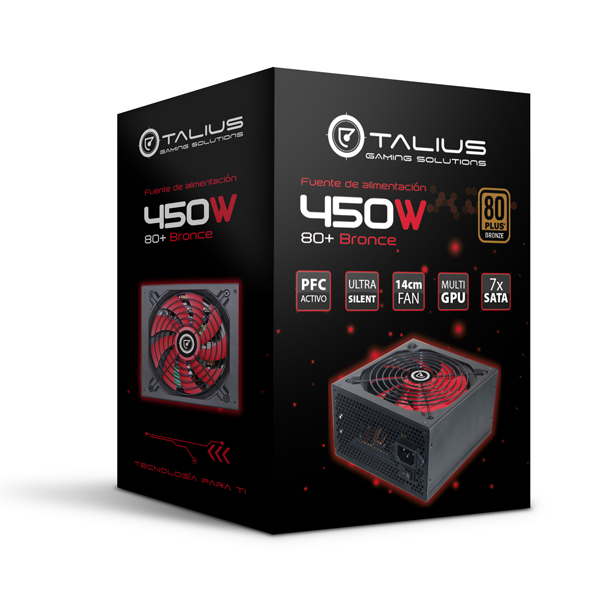 TALIUS
GAMING SOLUTIONS
Fuente de alimentación
450W
80+ Bronce
TECNOLOGÍA PARA TI
TALIUS
GAMING SOLUTIONS
Fuente de alimentación
450W
80+ Bronce
80
PLUS
BRONZE
PFC
ACTIVO
ULTRA
SILENT
14cm
FAN
MULTI
GPU
7x
SATA